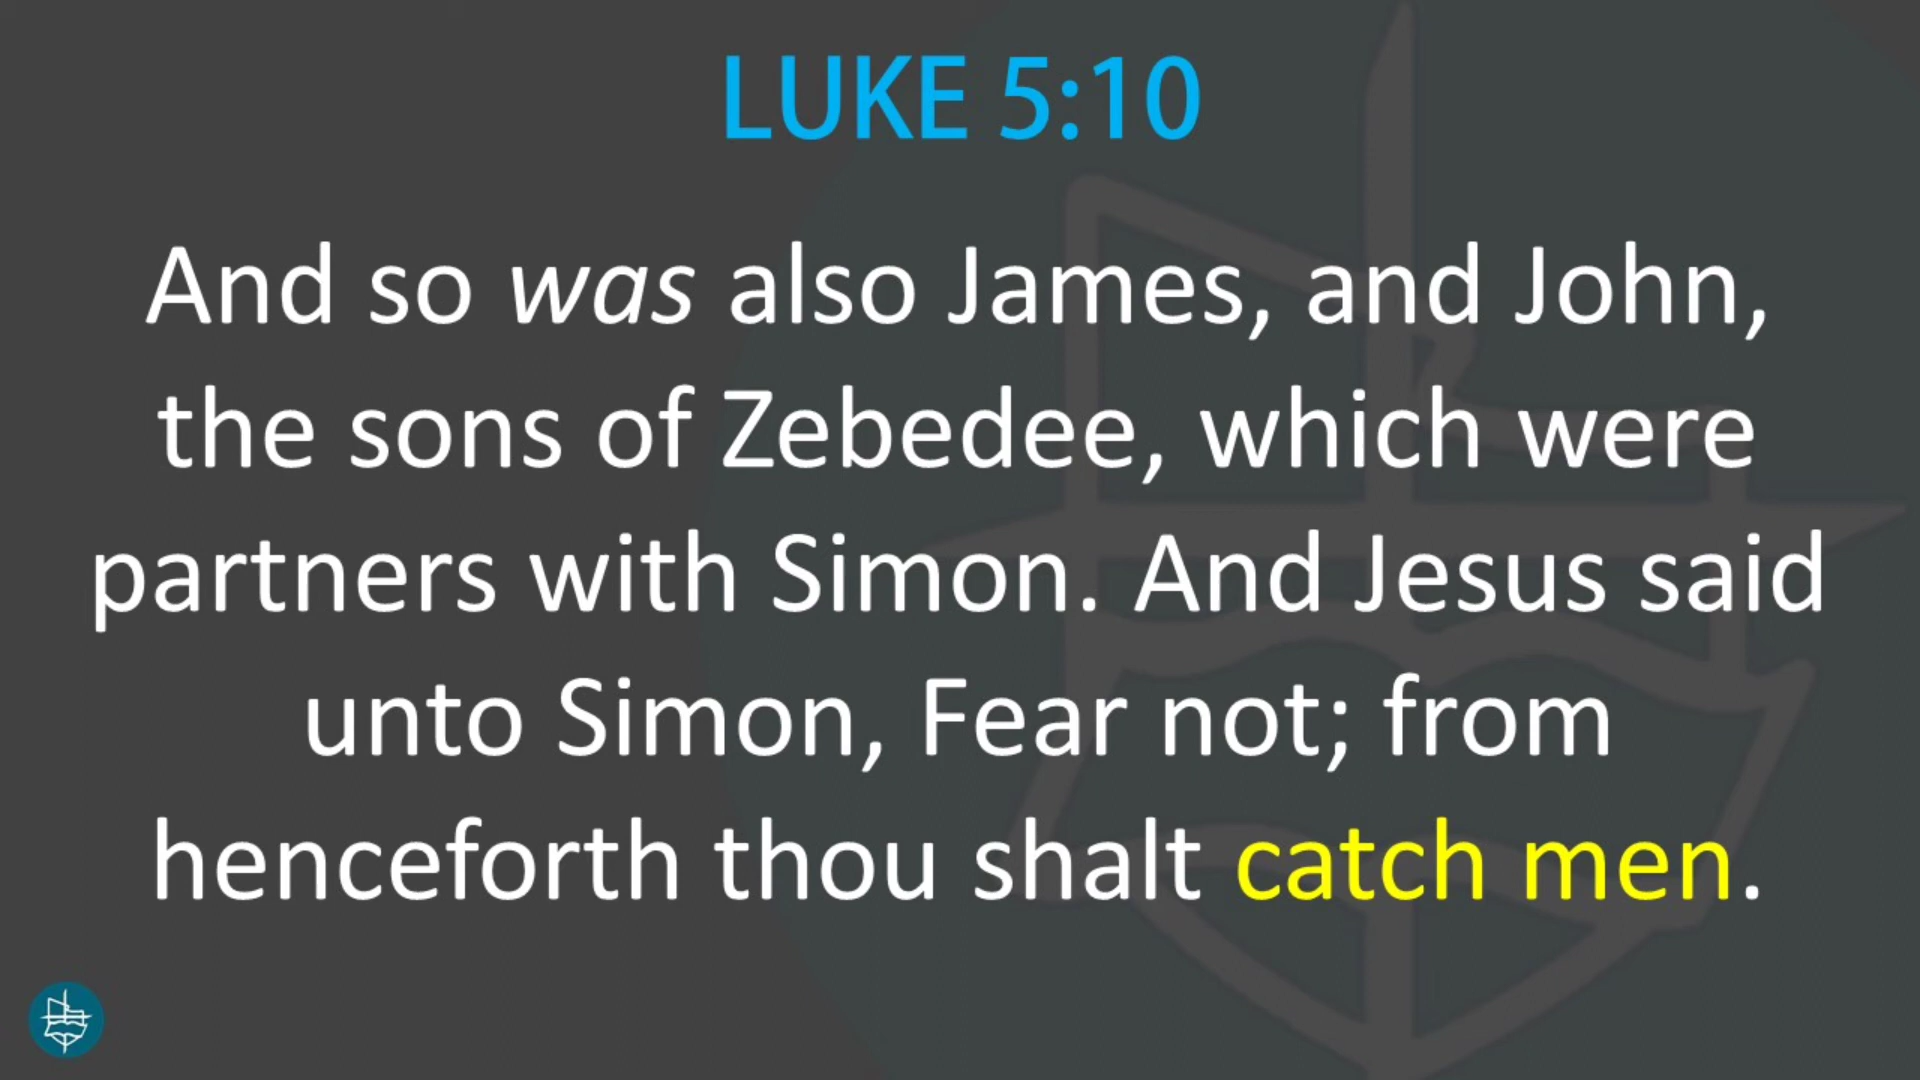 LUKE 5:10
And so was also James, and John,
the sons of Zebedee, which were
partners with Simon. And Jesus said
unto Simon, Fear not; from
henceforth thou shalt catch men.